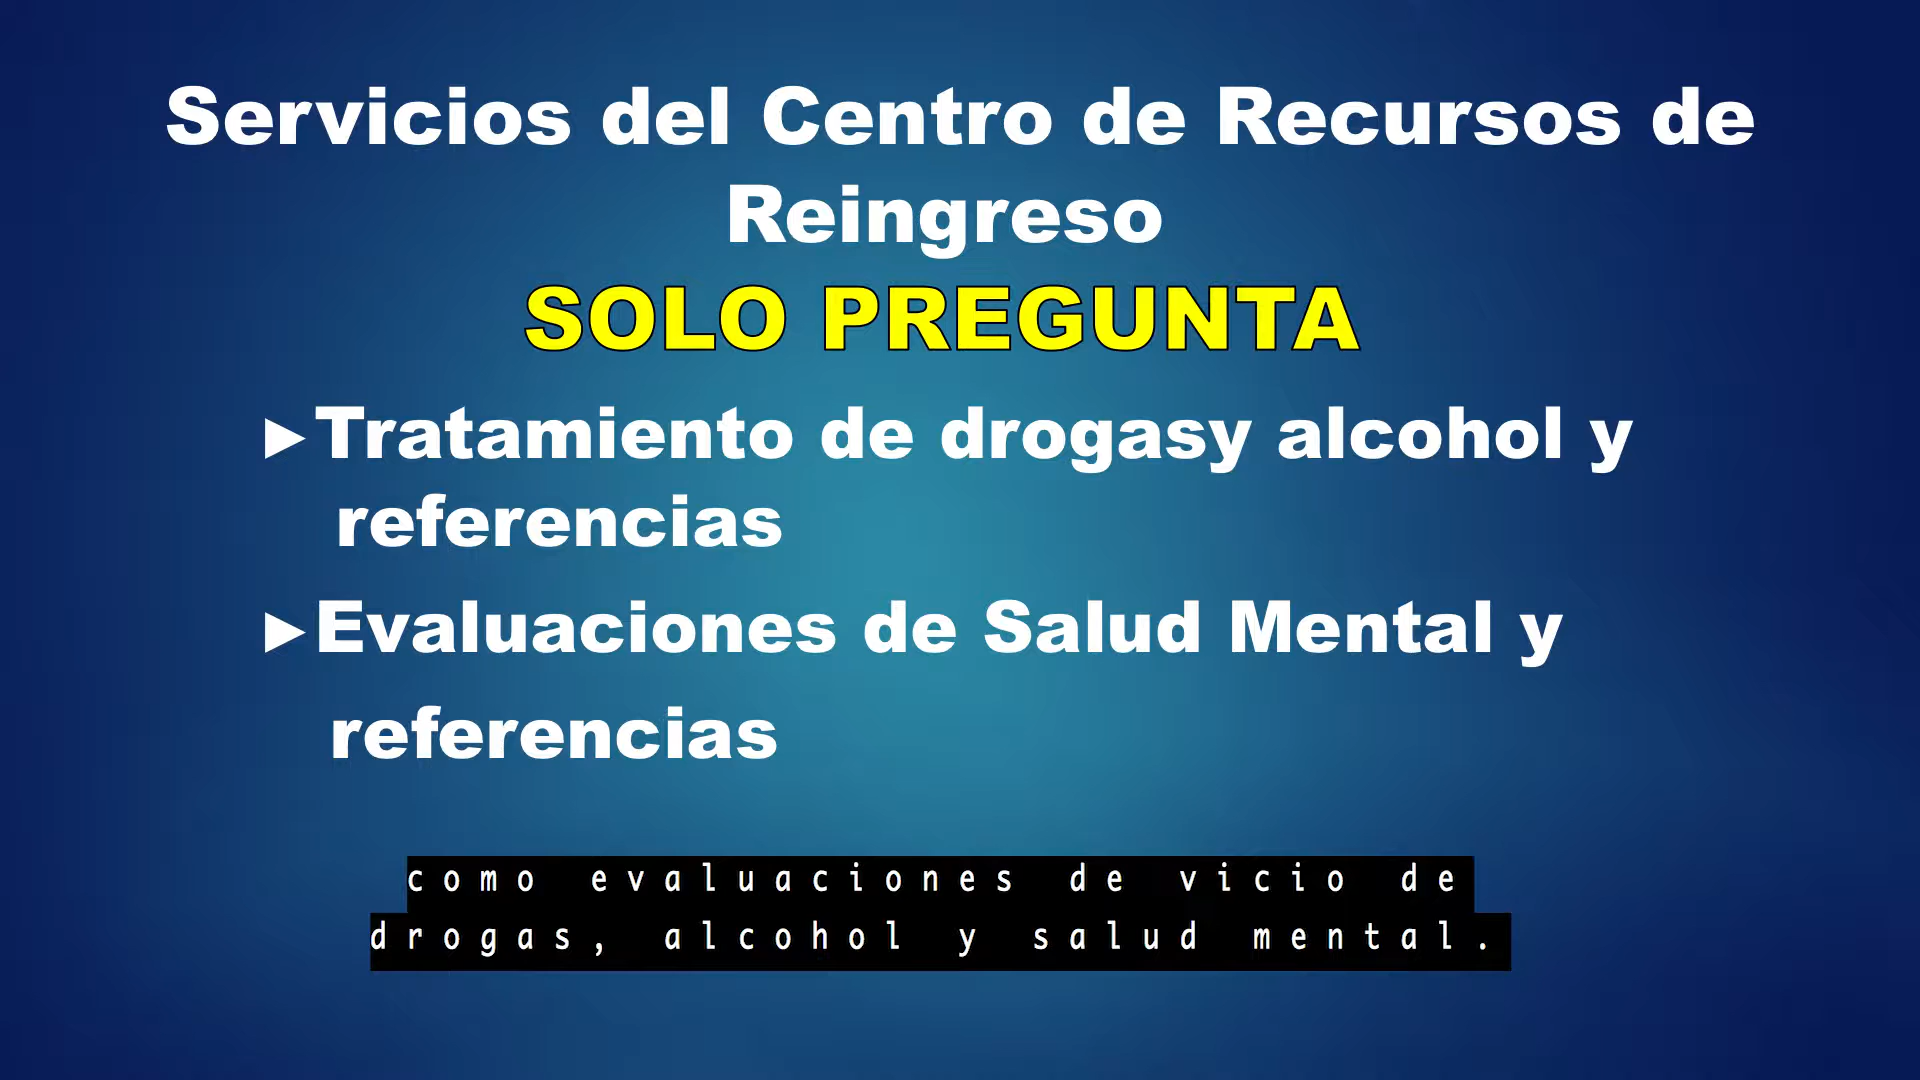 Servicios del Centro de Recursos de
Reingreso
SOLO PREGUNTA
►Tratamiento de drogasy alcohol y
referencias
►Evaluaciones de Salud Mental y
referencias
como evaluaciones de vicio de
drogas, alcohol y salud mental.